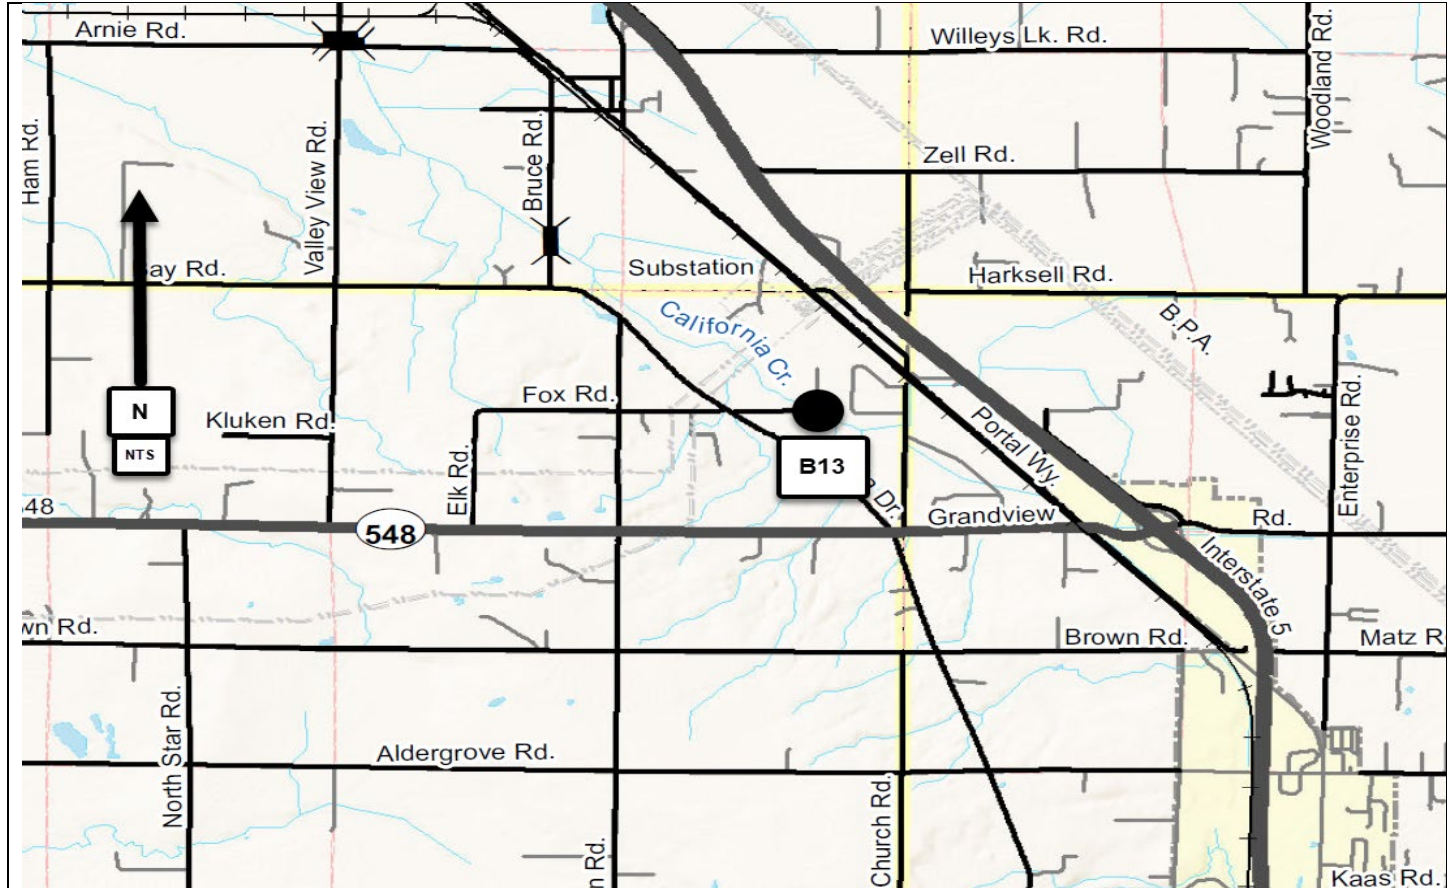 Arnie Rd.
Willeys Lk. Rd.
Woodland Rd.
Ham Rd.
Valley View Rd.
Bruce Rd.
Zell Rd.
ay Rd.
Substation
Harksell Rd.
California Cr.
B.P.A.
N
NTS
Kluken Rd.
Fox Rd.
Elk Rd.
B13
Portal Wy.
Enterprise Rd.
48
548
Dr.
Grandview
Rd.
Interstate 5
wn Rd.
Brown Rd.
Matz R
North Star Rd.
Aldergrove Rd.
Church Rd.
n Rd.
Kaas Rd.